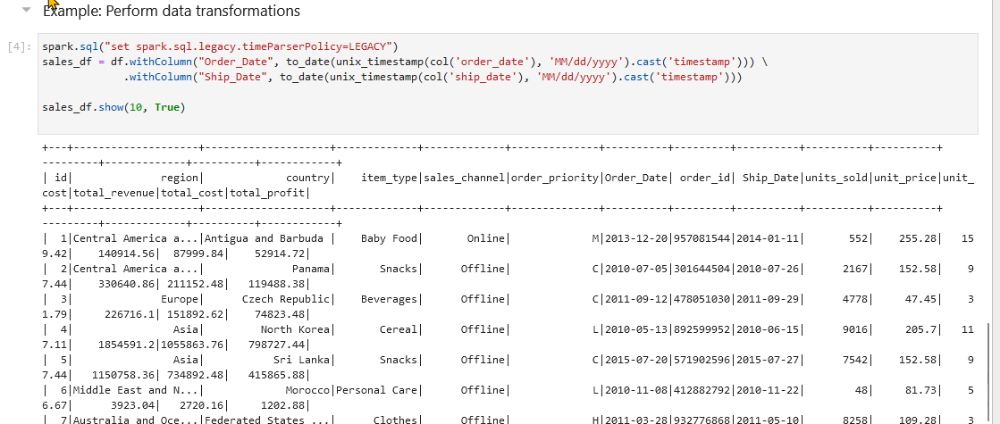 Example: Perform data transformations
[4]:
spark.sql("set spark.sql.legacy.timeParserPolicy=LEGACY")
sales_df = df.withColumn("Order_Date", to_date(unix_timestamp(col('order_date'), 'MM/dd/yyyy').cast('timestamp'))) \
             .withColumn("Ship_Date", to_date(unix_timestamp(col('ship_date'), 'MM/dd/yyyy').cast('timestamp')))
sales_df.show(10, True)
+---+--------------------+--------------------+-------------+-------------+--------------+----------+---------+----------+----------+----------+
---------+-------------+----------+------------+
| id|              region|             country|    item_type|sales_channel|order_priority|Order_Date| order_id| Ship_Date|units_sold|unit_price|unit_
cost|total_revenue|total_cost|total_profit|
+---+--------------------+--------------------+-------------+-------------+--------------+----------+---------+----------+----------+----------+
---------+-------------+----------+------------+
|  1|Central America a...|Antigua and Barbuda |    Baby Food|       Online|             M|2013-12-20|957081544|2014-01-11|       552|    255.28|   15
9.42|    140914.56|  87999.84|    52914.72|
|  2|Central America a...|              Panama|       Snacks|      Offline|             C|2010-07-05|301644504|2010-07-26|      2167|    152.58|    9
7.44|    330640.86| 211152.48|   119488.38|
|  3|              Europe|      Czech Republic|    Beverages|      Offline|             C|2011-09-12|478051030|2011-09-29|      4778|     47.45|    3
1.79|     226716.1| 151892.62|    74823.48|
|  4|                Asia|         North Korea|       Cereal|      Offline|             L|2010-05-13|892599952|2010-06-15|      9016|     205.7|   11
7.11|    1854591.2|1055863.76|   798727.44|
|  5|                Asia|           Sri Lanka|       Snacks|      Offline|             C|2015-07-20|571902596|2015-07-27|      7542|    152.58|    9
7.44|   1150758.36| 734892.48|   415865.88|
|  6|Middle East and N...|             Morocco|Personal Care|      Offline|             L|2010-11-08|412882792|2010-11-22|        48|     81.73|    5
6.67|      3923.04|   2720.16|     1202.88|
|  7|Australia and Oce...|Federated States ...|      Clothes|      Offline|             H|2011-03-28|932776868|2011-05-10|      8258|    109.28|    3